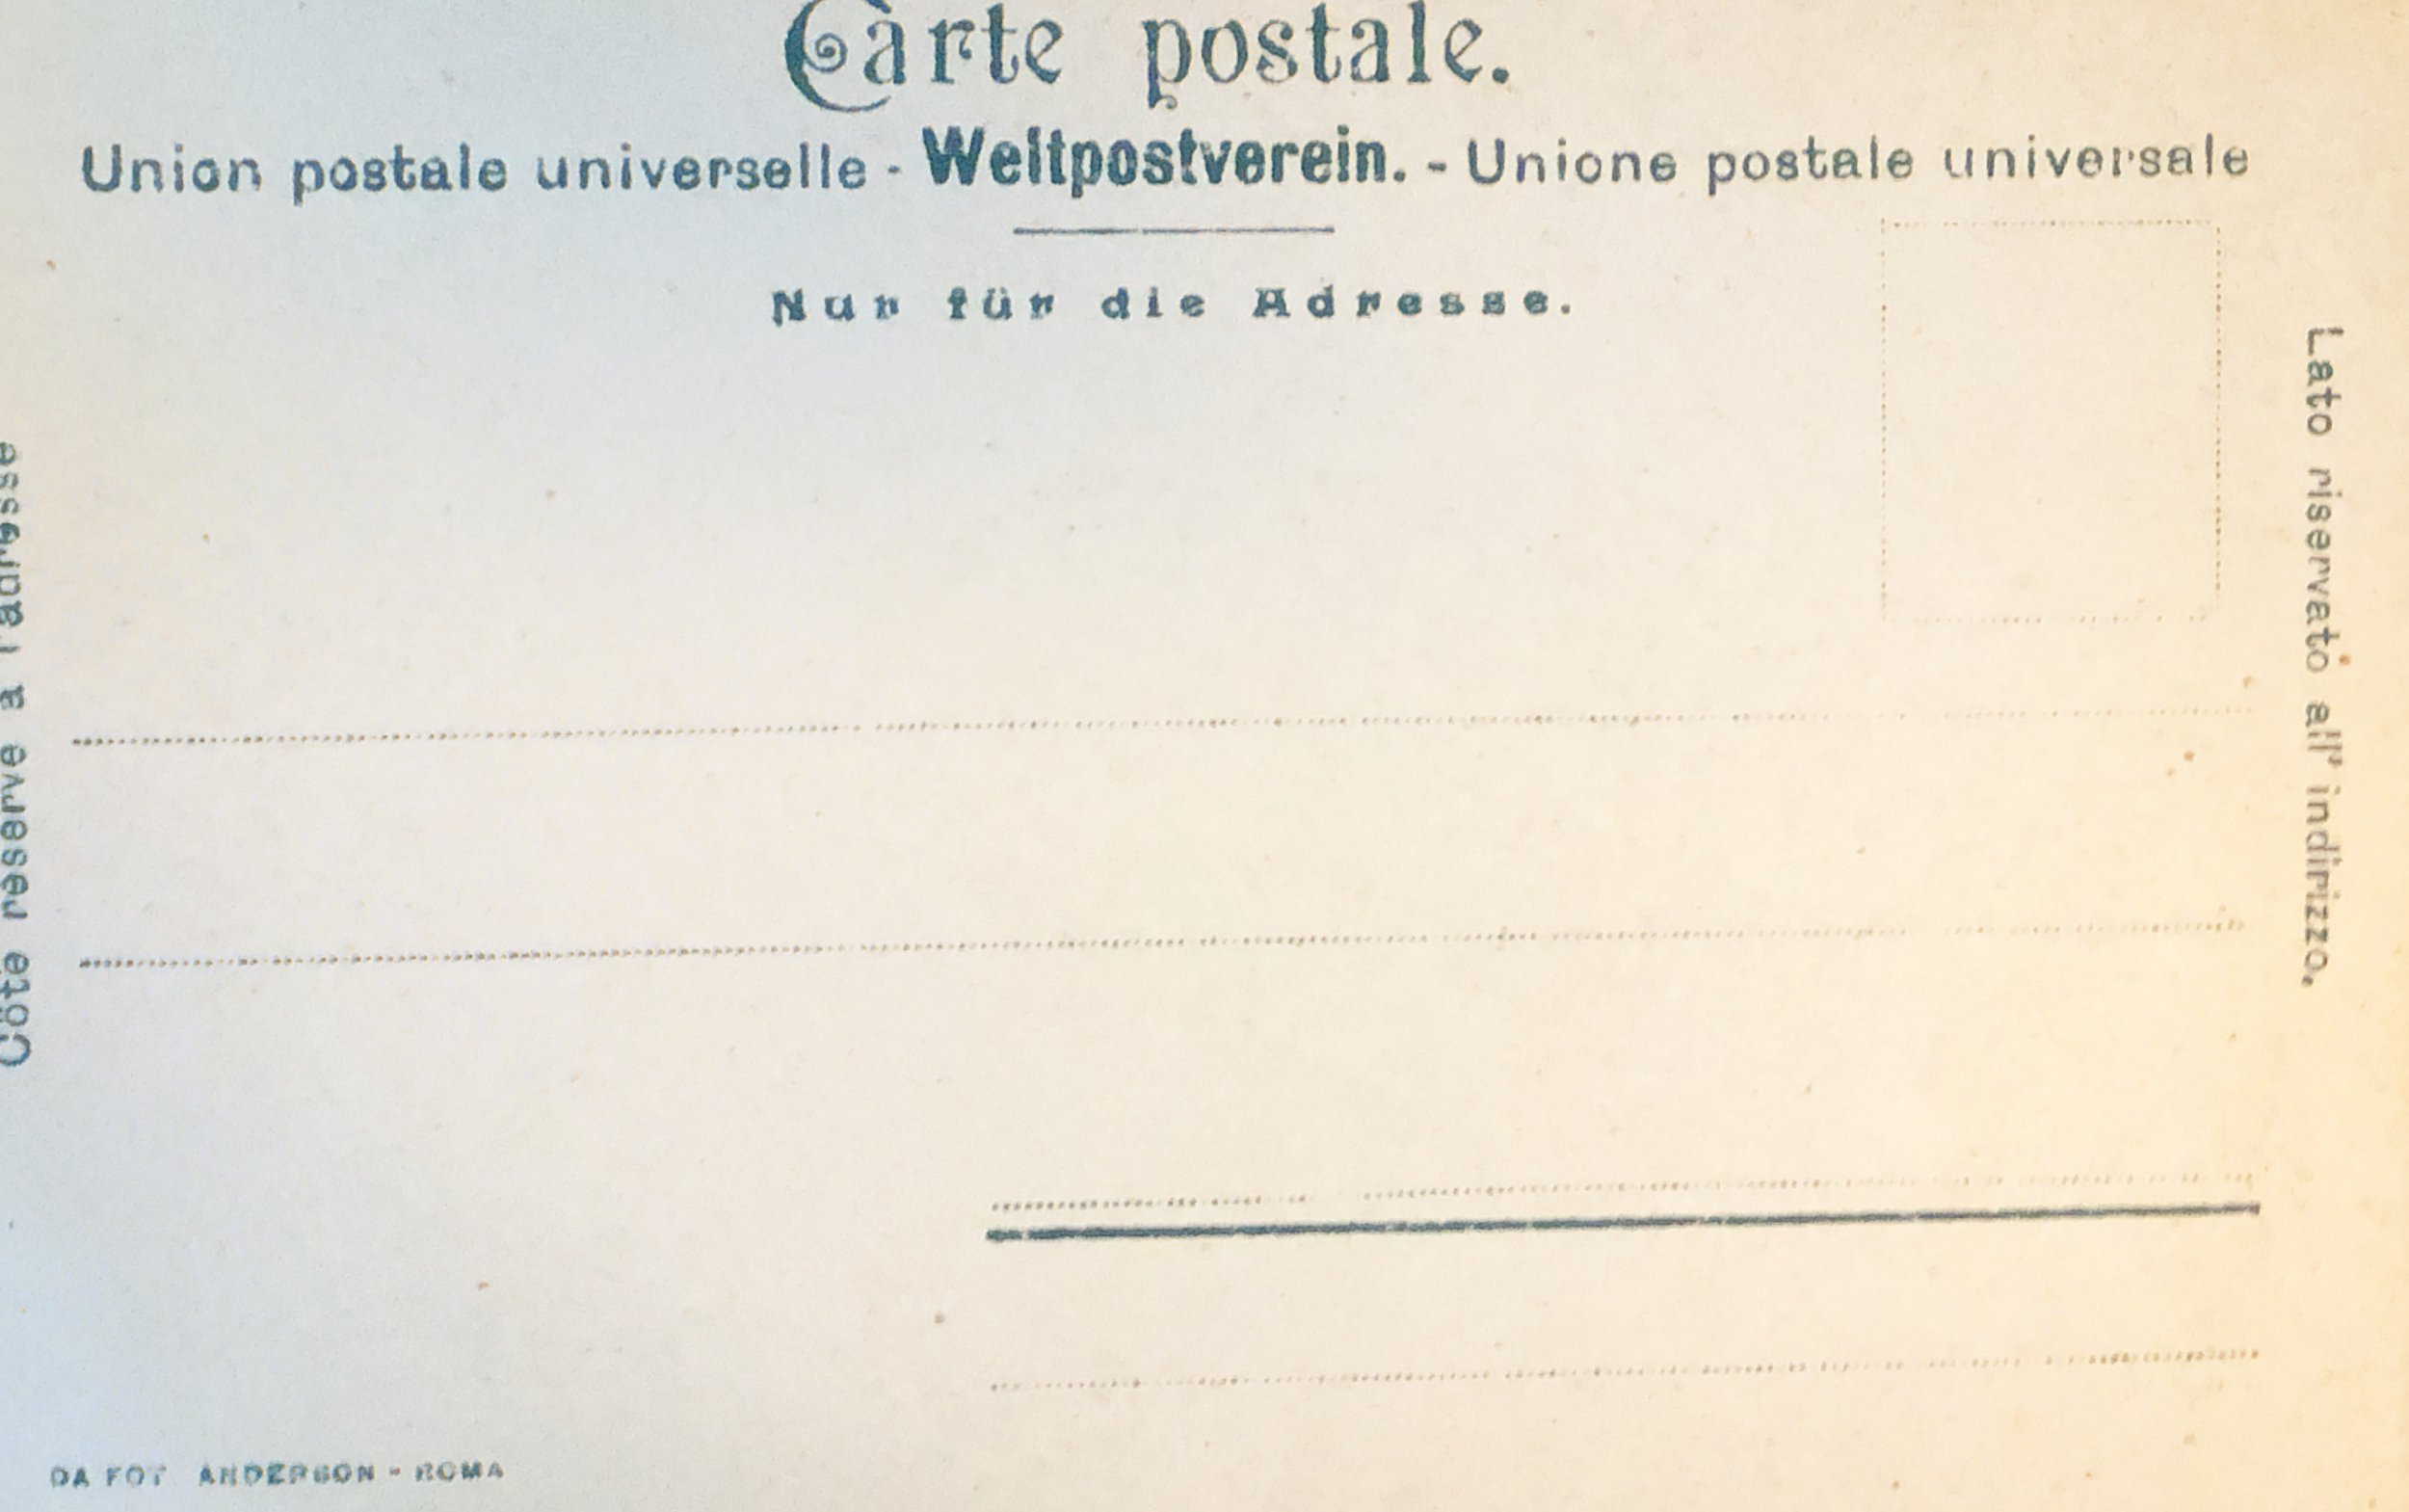 Carte postale.
Union postale universelle - Weltpostverein. - Unione postale universale
Nur für die Adresse.
Côté réservé à l'adresse
Lato riservato all' indirizzo.
DA FOT ANDERSON - ROMA